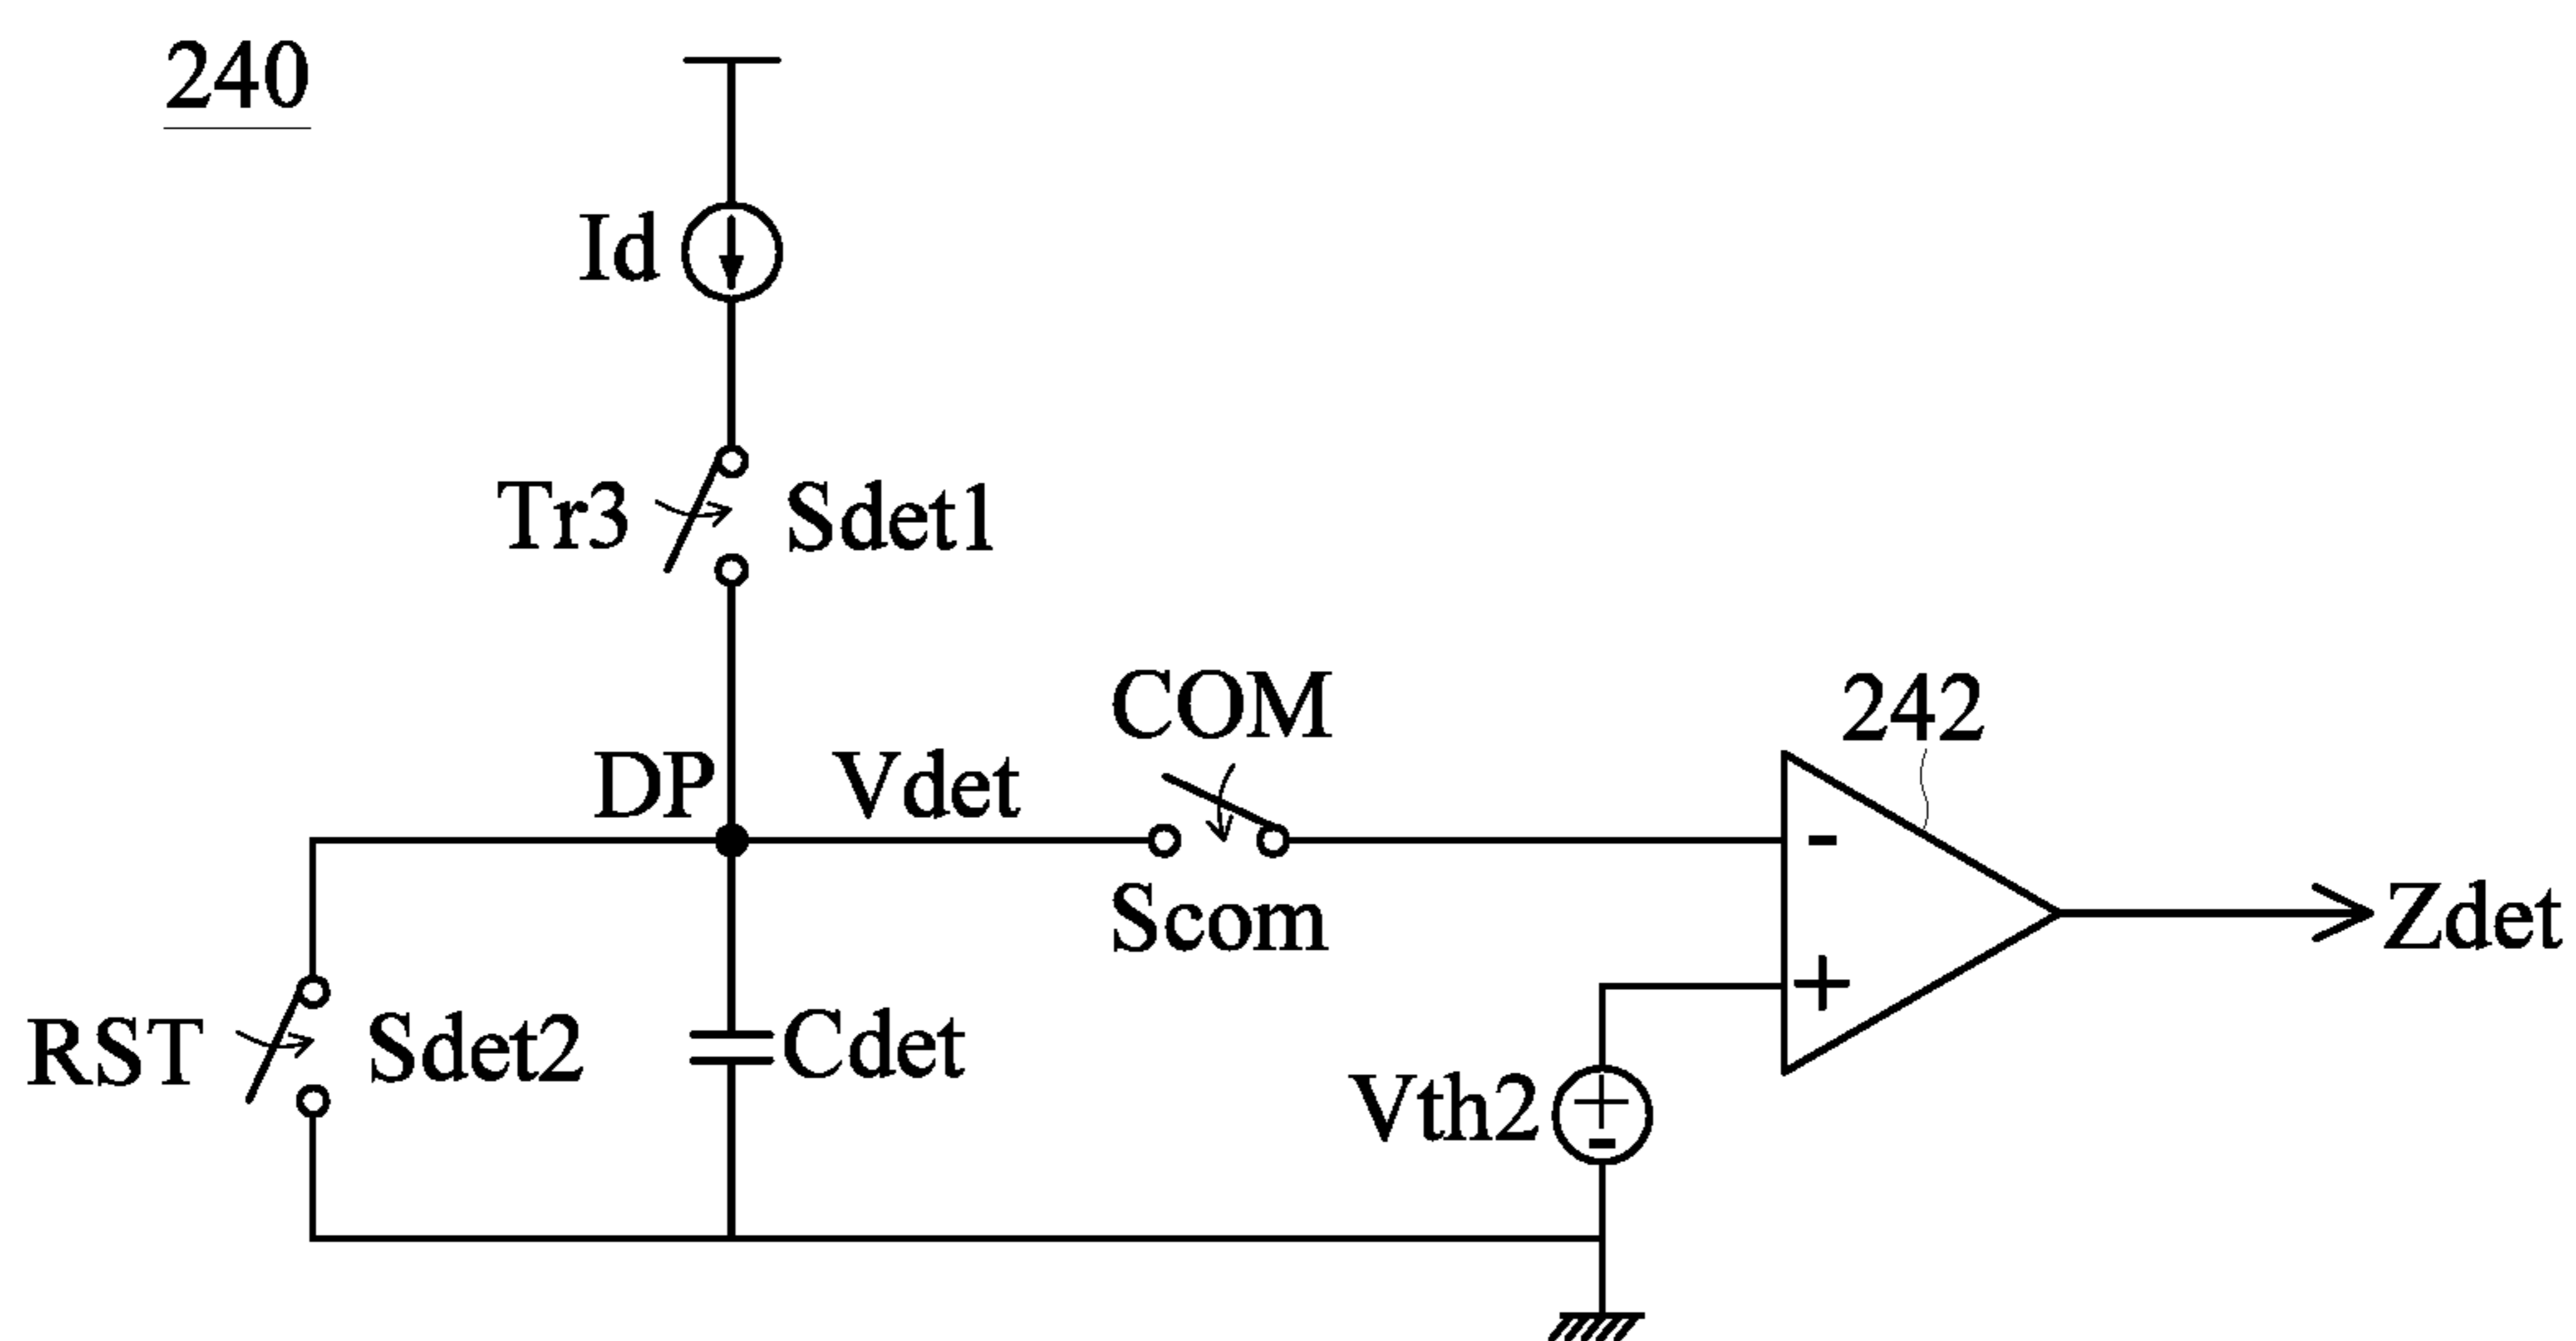 240
Id
Tr3 Sdet1
COM
242
DP Vdet
-
Scom
Zdet
+
RST Sdet2 Cdet
Vth2
+
-